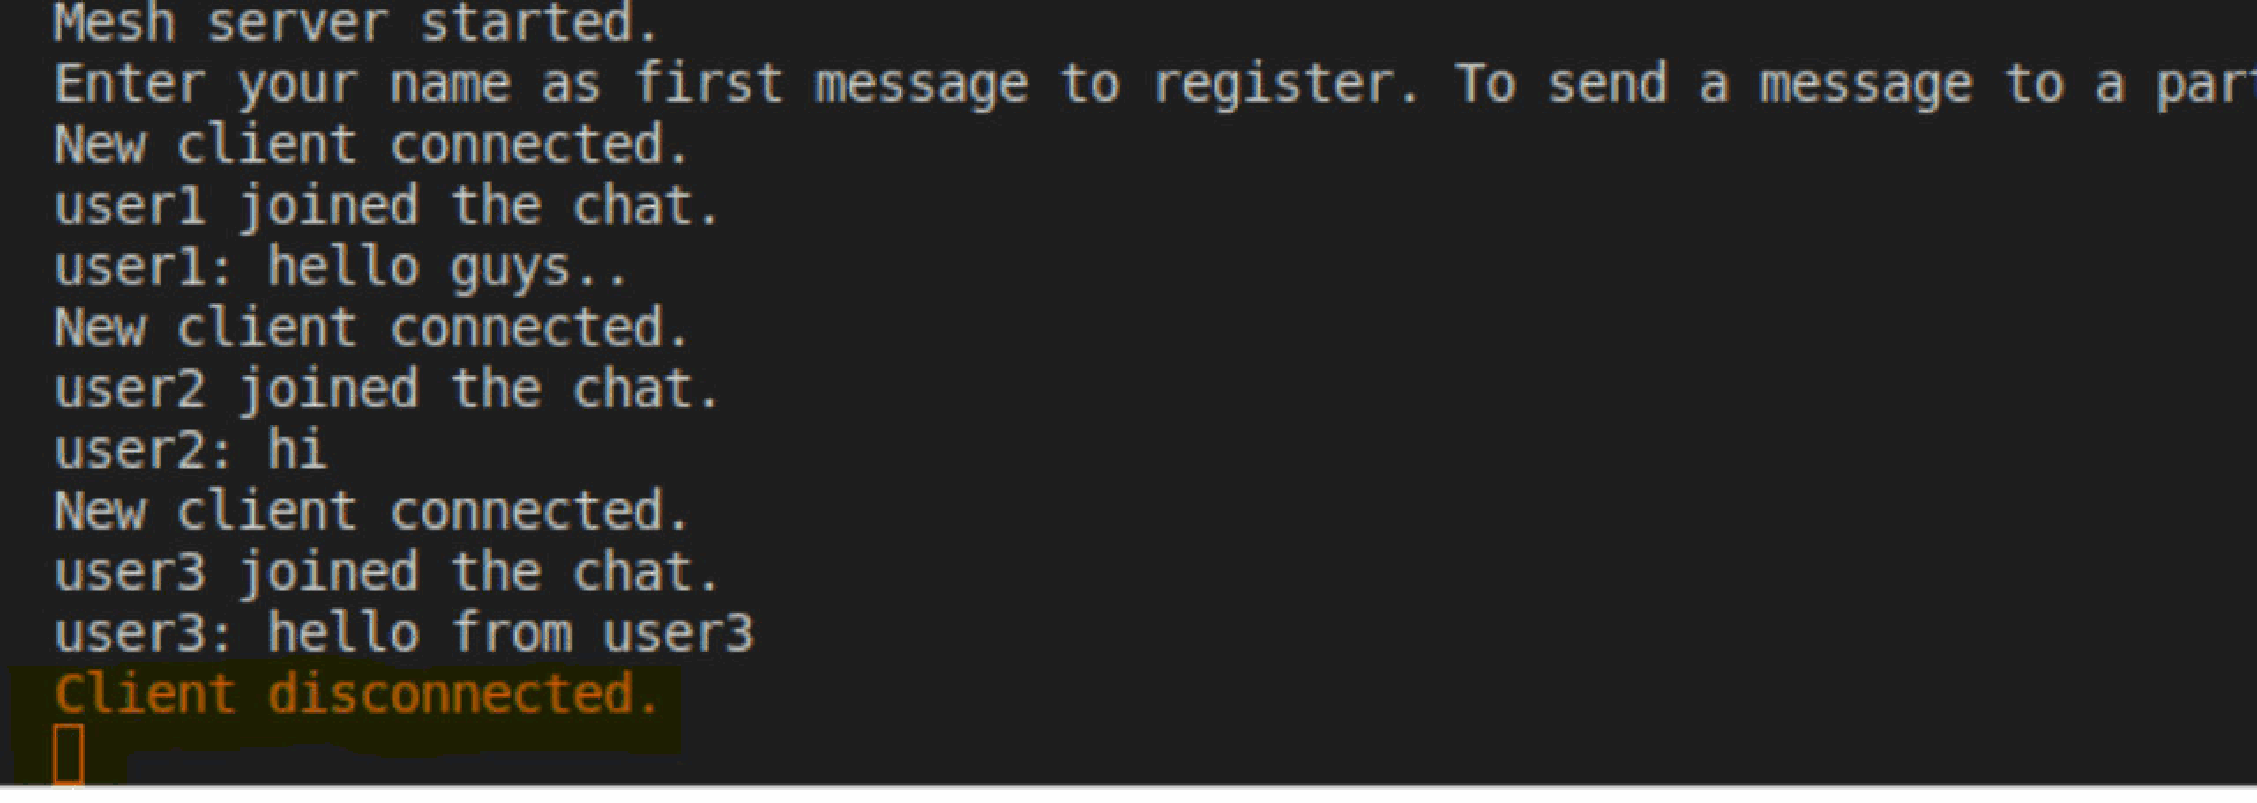 Mesh server started.
Enter your name as first message to register. To send a message to a
New client connected.
user1 joined the chat.
user1: hello guys..
New client connected.
user2 joined the chat.
user2: hi
New client connected.
user3 joined the chat.
user3: hello from user3
Client disconnected.